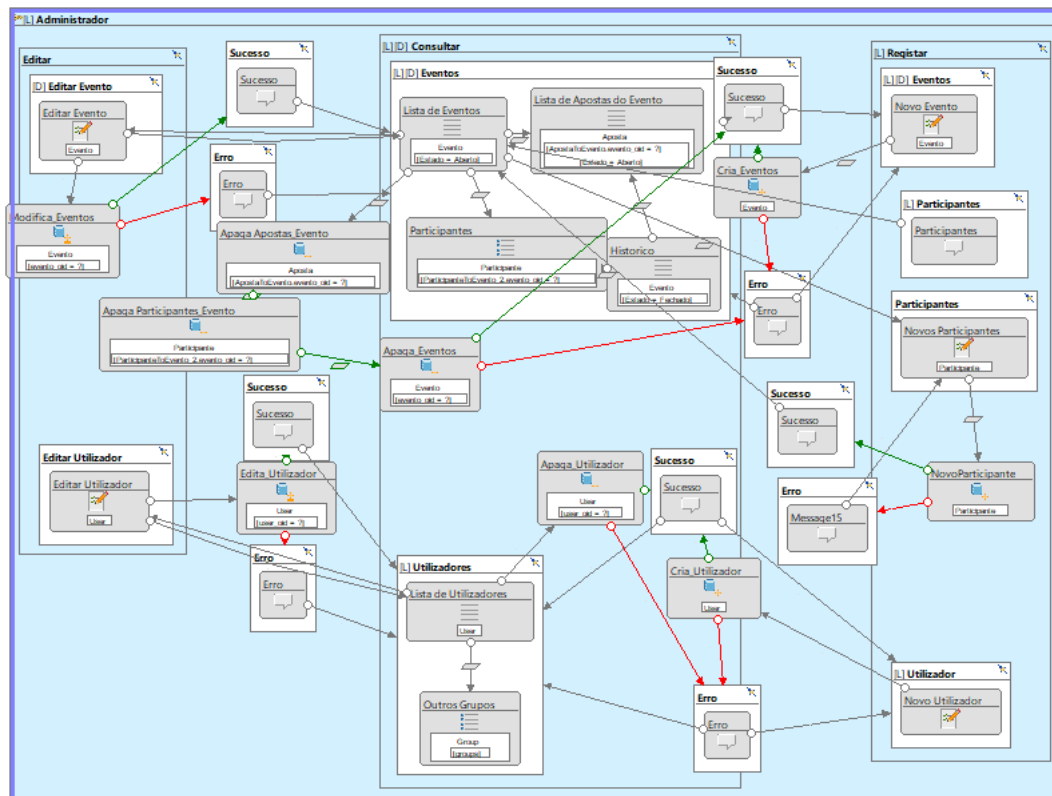 [L] Administrador
Editar
[D] Editar Evento
Editar Evento
Evento
Sucesso
Sucesso
Erro
Erro
Modifica_Eventos
Evento
[evento_oid = ?]
[L][D] Consultar
[L][D] Eventos
Lista de Eventos
Evento
[Estado = Aberto]
Lista de Apostas do Evento
Aposta
[ApostaToEvento.evento_oid = ?]
[Estado = Aberto]
Participantes
Participante
[ParticipanteToEvento_2.evento_oid = ?]
Historico
Evento
[Estado = Fechado]
Apaga Apostas_Evento
Aposta
[ApostaToEvento.evento_oid = ?]
Apaga Participantes_Evento
Participante
[ParticipanteToEvento_2.evento_oid = ?]
Apaga_Eventos
Evento
[evento_oid = ?]
Sucesso
Sucesso
Cria_Eventos
Evento
Erro
Erro
[L] Registar
[L][D] Eventos
Novo Evento
Evento
[L] Participantes
Participantes
Participantes
Novos Participantes
Participante
Sucesso
Sucesso
NovoParticipante
Participante
Erro
Message15
Sucesso
Sucesso
Editar Utilizador
Editar Utilizador
User
Edita_Utilizador
User
[user_oid = ?]
Erro
Erro
Apaga_Utilizador
User
[user_oid = ?]
Sucesso
Sucesso
Cria_Utilizador
User
[L] Utilizadores
Lista de Utilizadores
User
Outros Grupos
Group
[groups]
Erro
Erro
[L] Utilizador
Novo Utilizador